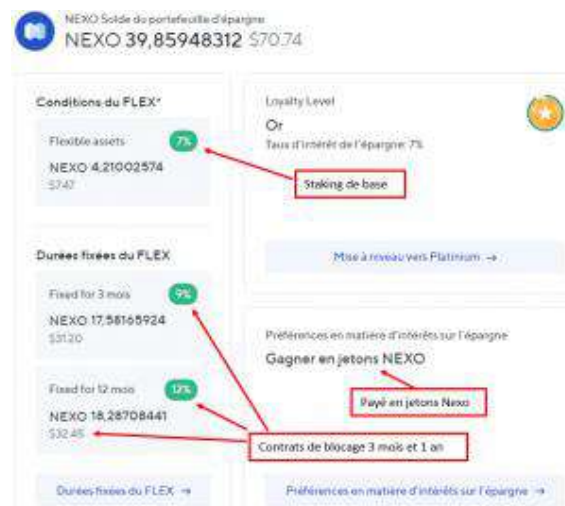 NEXO Solde du portefeuille d'épargne
NEXO 39,85948312 $70.74
Conditions du FLEX*
Flexible assets 7%
NEXO 4,21002574
$7.47
Durées fixées du FLEX
Fixed for 3 mois 9%
NEXO 17,58165924
$31.20
Fixed for 12 mois 12%
NEXO 18,28708441
$32.45
Durées fixées du FLEX →
Loyalty Level
Or
Taux d'intérêt de l'épargne: 7%
Staking de base
Mise à niveau vers Platinium →
Préférences en matière d'intérêts sur l'épargne
Gagner en jetons NEXO
Payé en jetons Nexo
Contrats de blocage 3 mois et 1 an
Préférences en matière d'intérêts sur l'épargne →